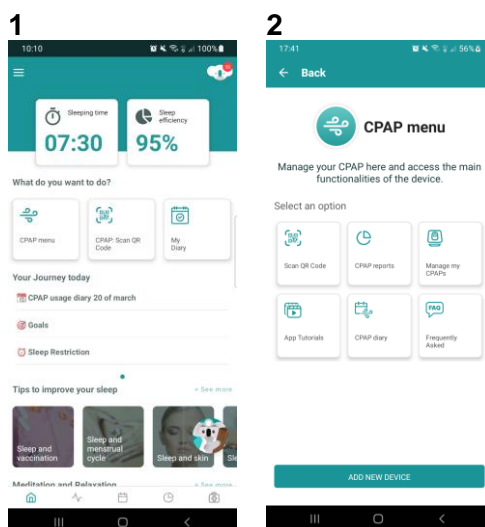 1
10:10
100%
Sleeping time
07:30
Sleep
efficiency
95%
What do you want to do?
CPAP menu
CPAP: Scan QR
Code
My
Diary
Your Journey today
CPAP usage diary 20 of march
Goals
Sleep Restriction
Tips to improve your sleep
+ See more
Sleep and
vaccination
Sleep and
menstrual
cycle
Sleep and skin
Sle
Meditation and Relaxation
+ See more
2
17:41
56%
Back
CPAP menu
Manage your CPAP here and access the main
functionalities of the device.
Select an option
Scan QR Code
CPAP reports
Manage my
CPAPs
App Tutorials
CPAP diary
FAQ
Frequently
Asked
ADD NEW DEVICE